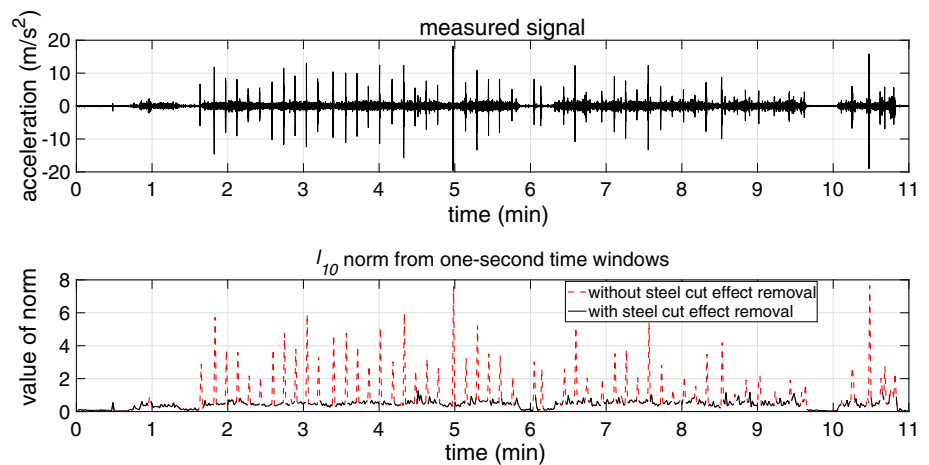 measured signal
acceleration (m/s²)
20
10
0
-10
-20
0 1 2 3 4 5 6 7 8 9 10 11
time (min)
l10 norm from one-second time windows
value of norm
8
6
4
2
0
without steel cut effect removal
with steel cut effect removal
0 1 2 3 4 5 6 7 8 9 10 11
time (min)